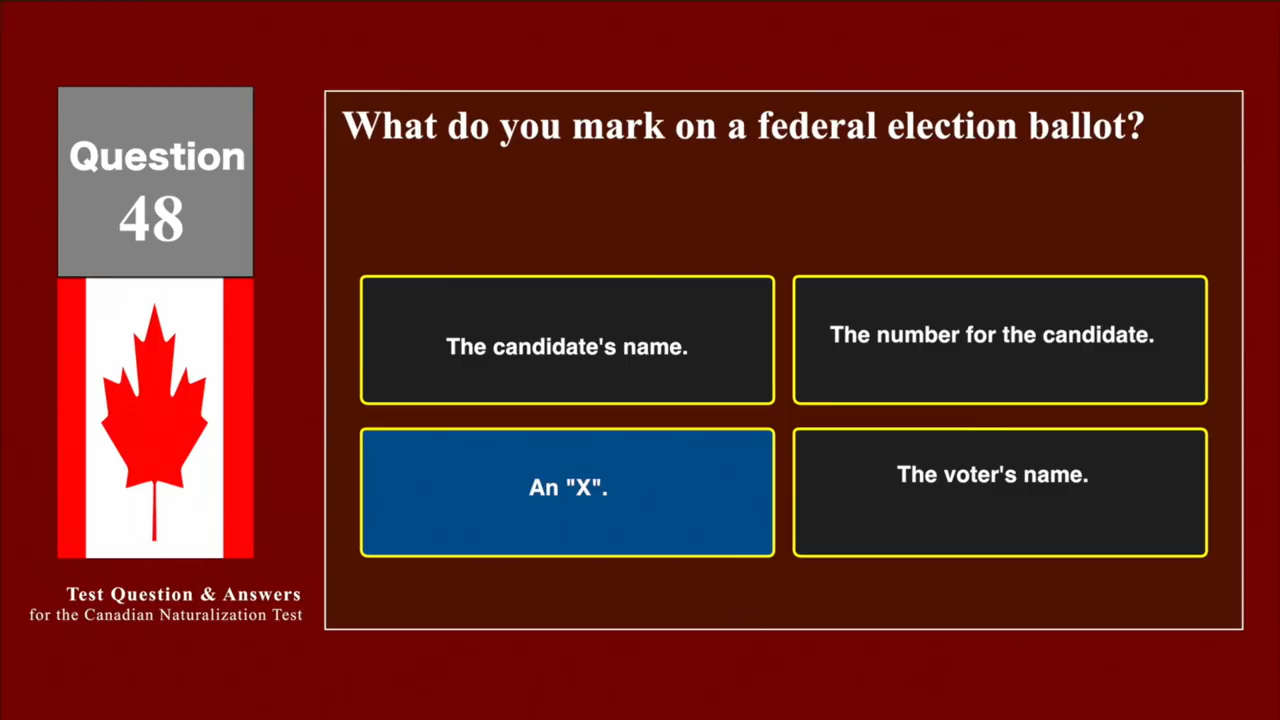 Question
48
Test Question & Answers
for the Canadian Naturalization Test
What do you mark on a federal election ballot?
The candidate's name.
The number for the candidate.
An "X".
The voter's name.